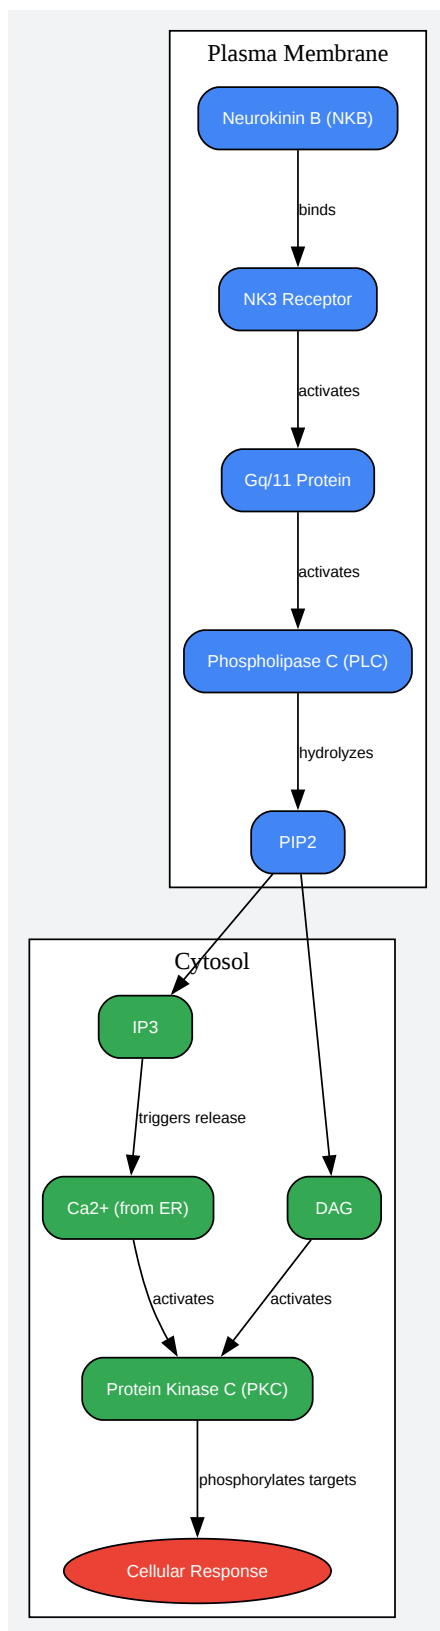 Plasma Membrane
Neurokinin B (NKB)
binds
NK3 Receptor
activates
Gq/11 Protein
activates
Phospholipase C (PLC)
hydrolyzes
PIP2
Cytosol
IP3
triggers release
Ca2+ (from ER)
DAG
activates
activates
Protein Kinase C (PKC)
phosphorylates targets
Cellular Response